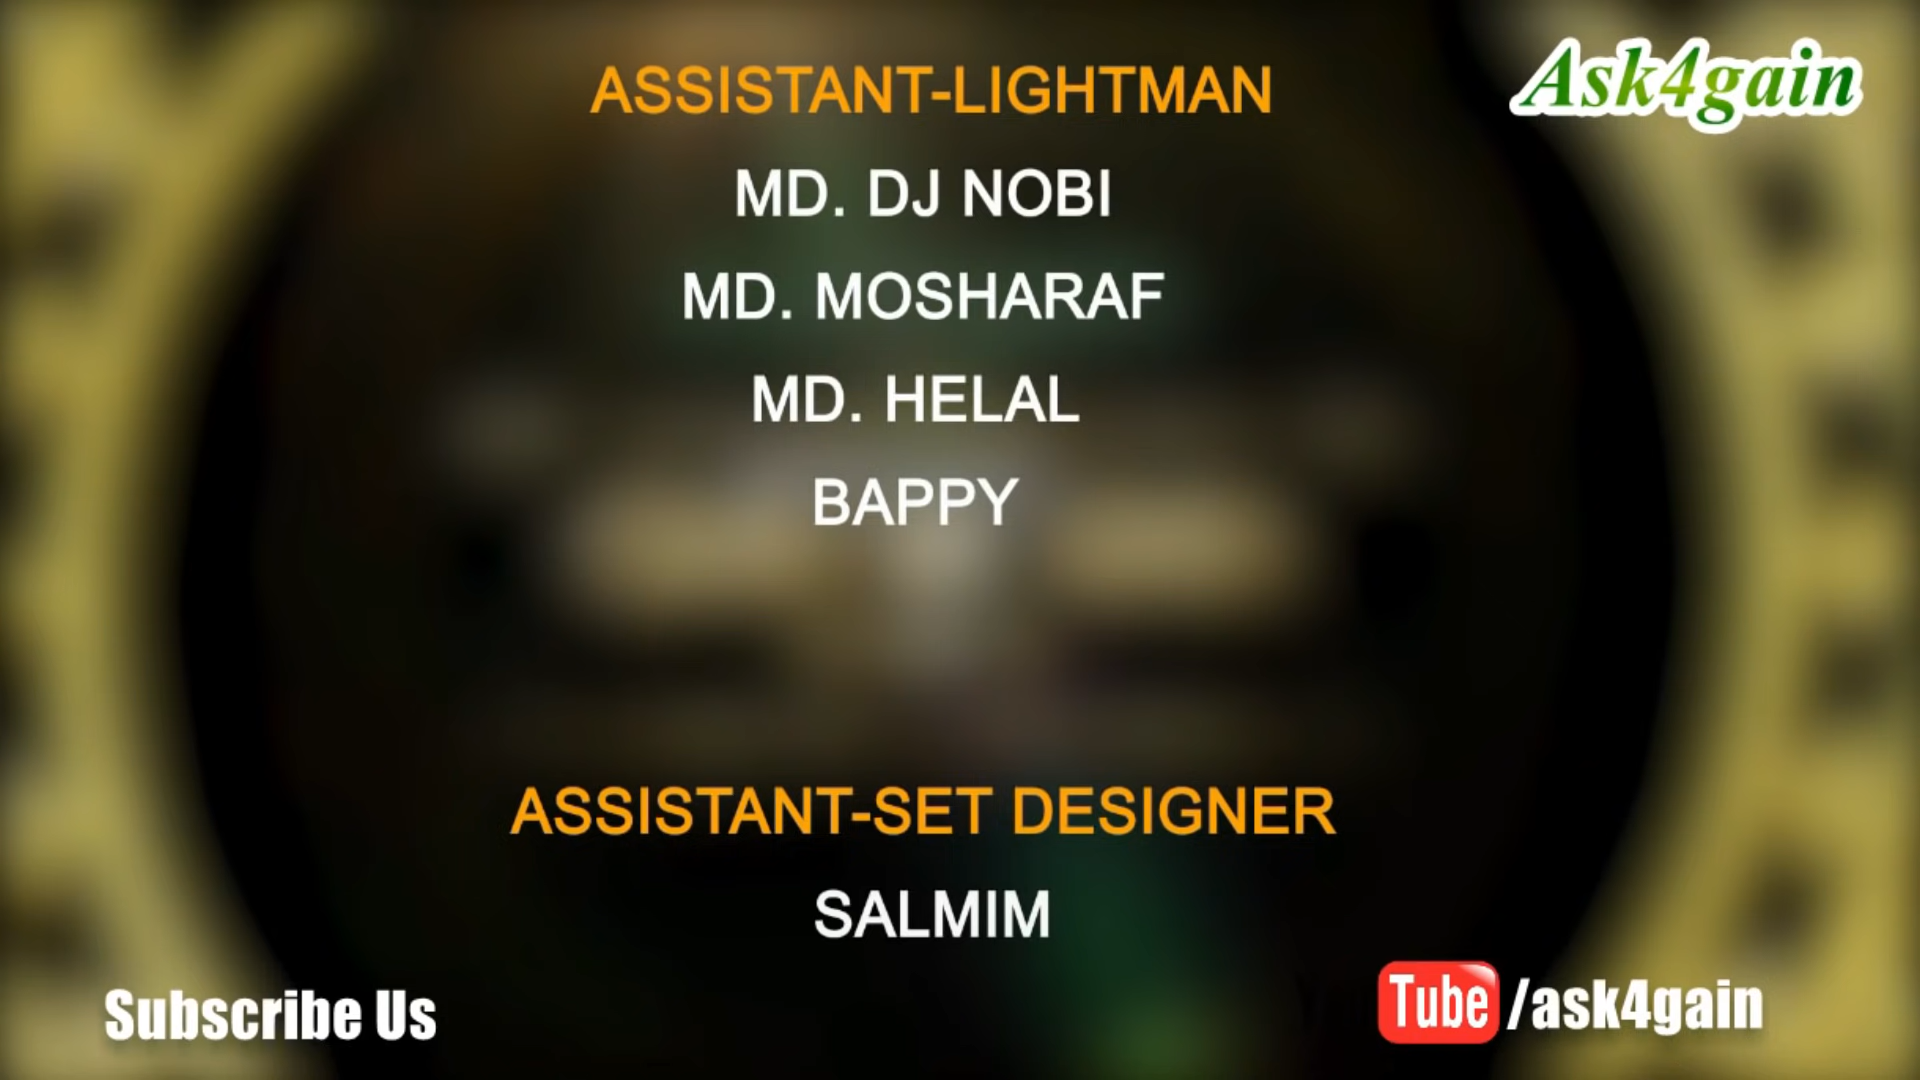 ASSISTANT-LIGHTMAN
Ask4gain
MD. DJ NOBI
MD. MOSHARAF
MD. HELAL
BAPPY
ASSISTANT-SET DESIGNER
SALMIM
Subscribe Us
Tube /ask4gain